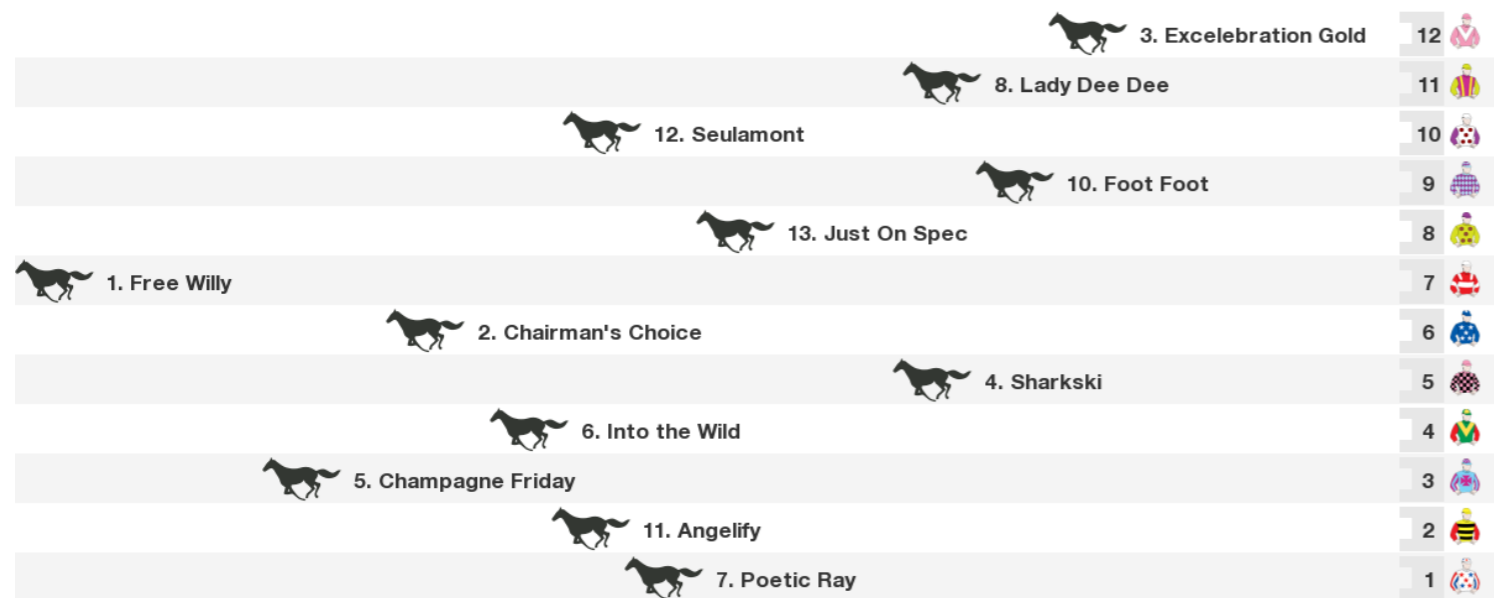 3. Excelebration Gold 12
8. Lady Dee Dee 11
12. Seulamont 10
10. Foot Foot 9
13. Just On Spec 8
1. Free Willy 7
2. Chairman's Choice 6
4. Sharkski 5
6. Into the Wild 4
5. Champagne Friday 3
11. Angelify 2
7. Poetic Ray 1